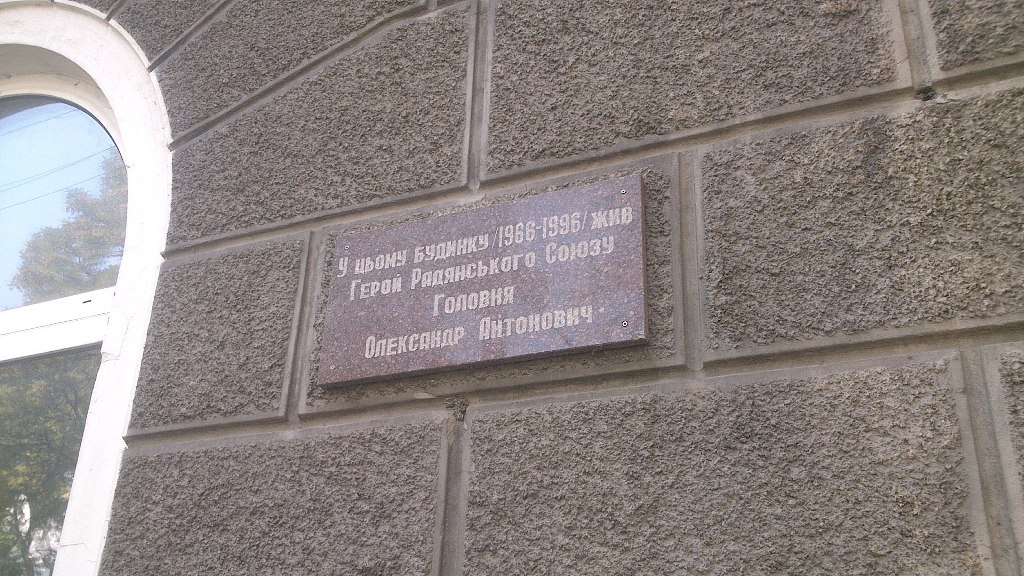 У цьому будинку /1966-1996/ жив
Герой Радянського Союзу
Головня
Олександр Антонович